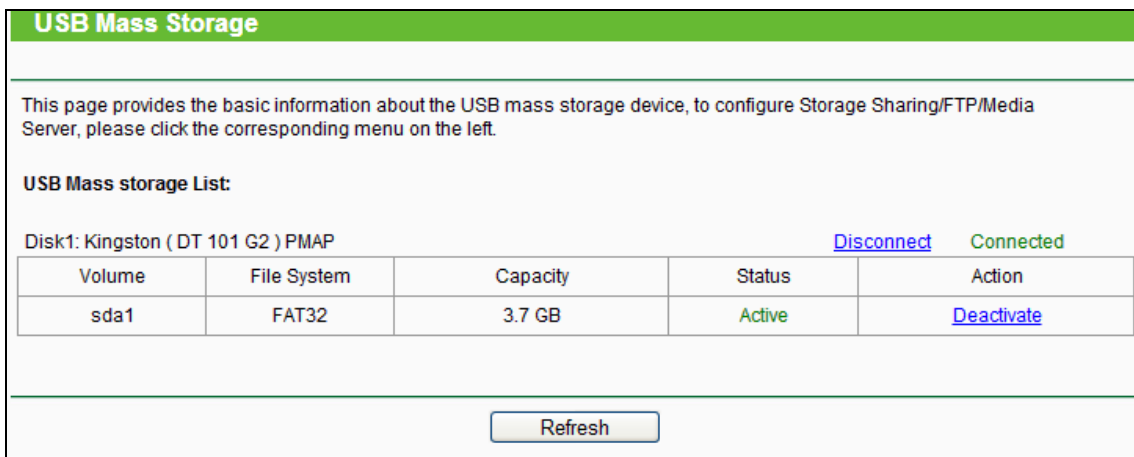 USB Mass Storage
This page provides the basic information about the USB mass storage device, to configure Storage Sharing/FTP/Media
Server, please click the corresponding menu on the left.
USB Mass storage List:
Disk1: Kingston ( DT 101 G2 ) PMAP Disconnect Connected
Volume File System Capacity Status Action
sda1 FAT32 3.7 GB Active Deactivate
Refresh